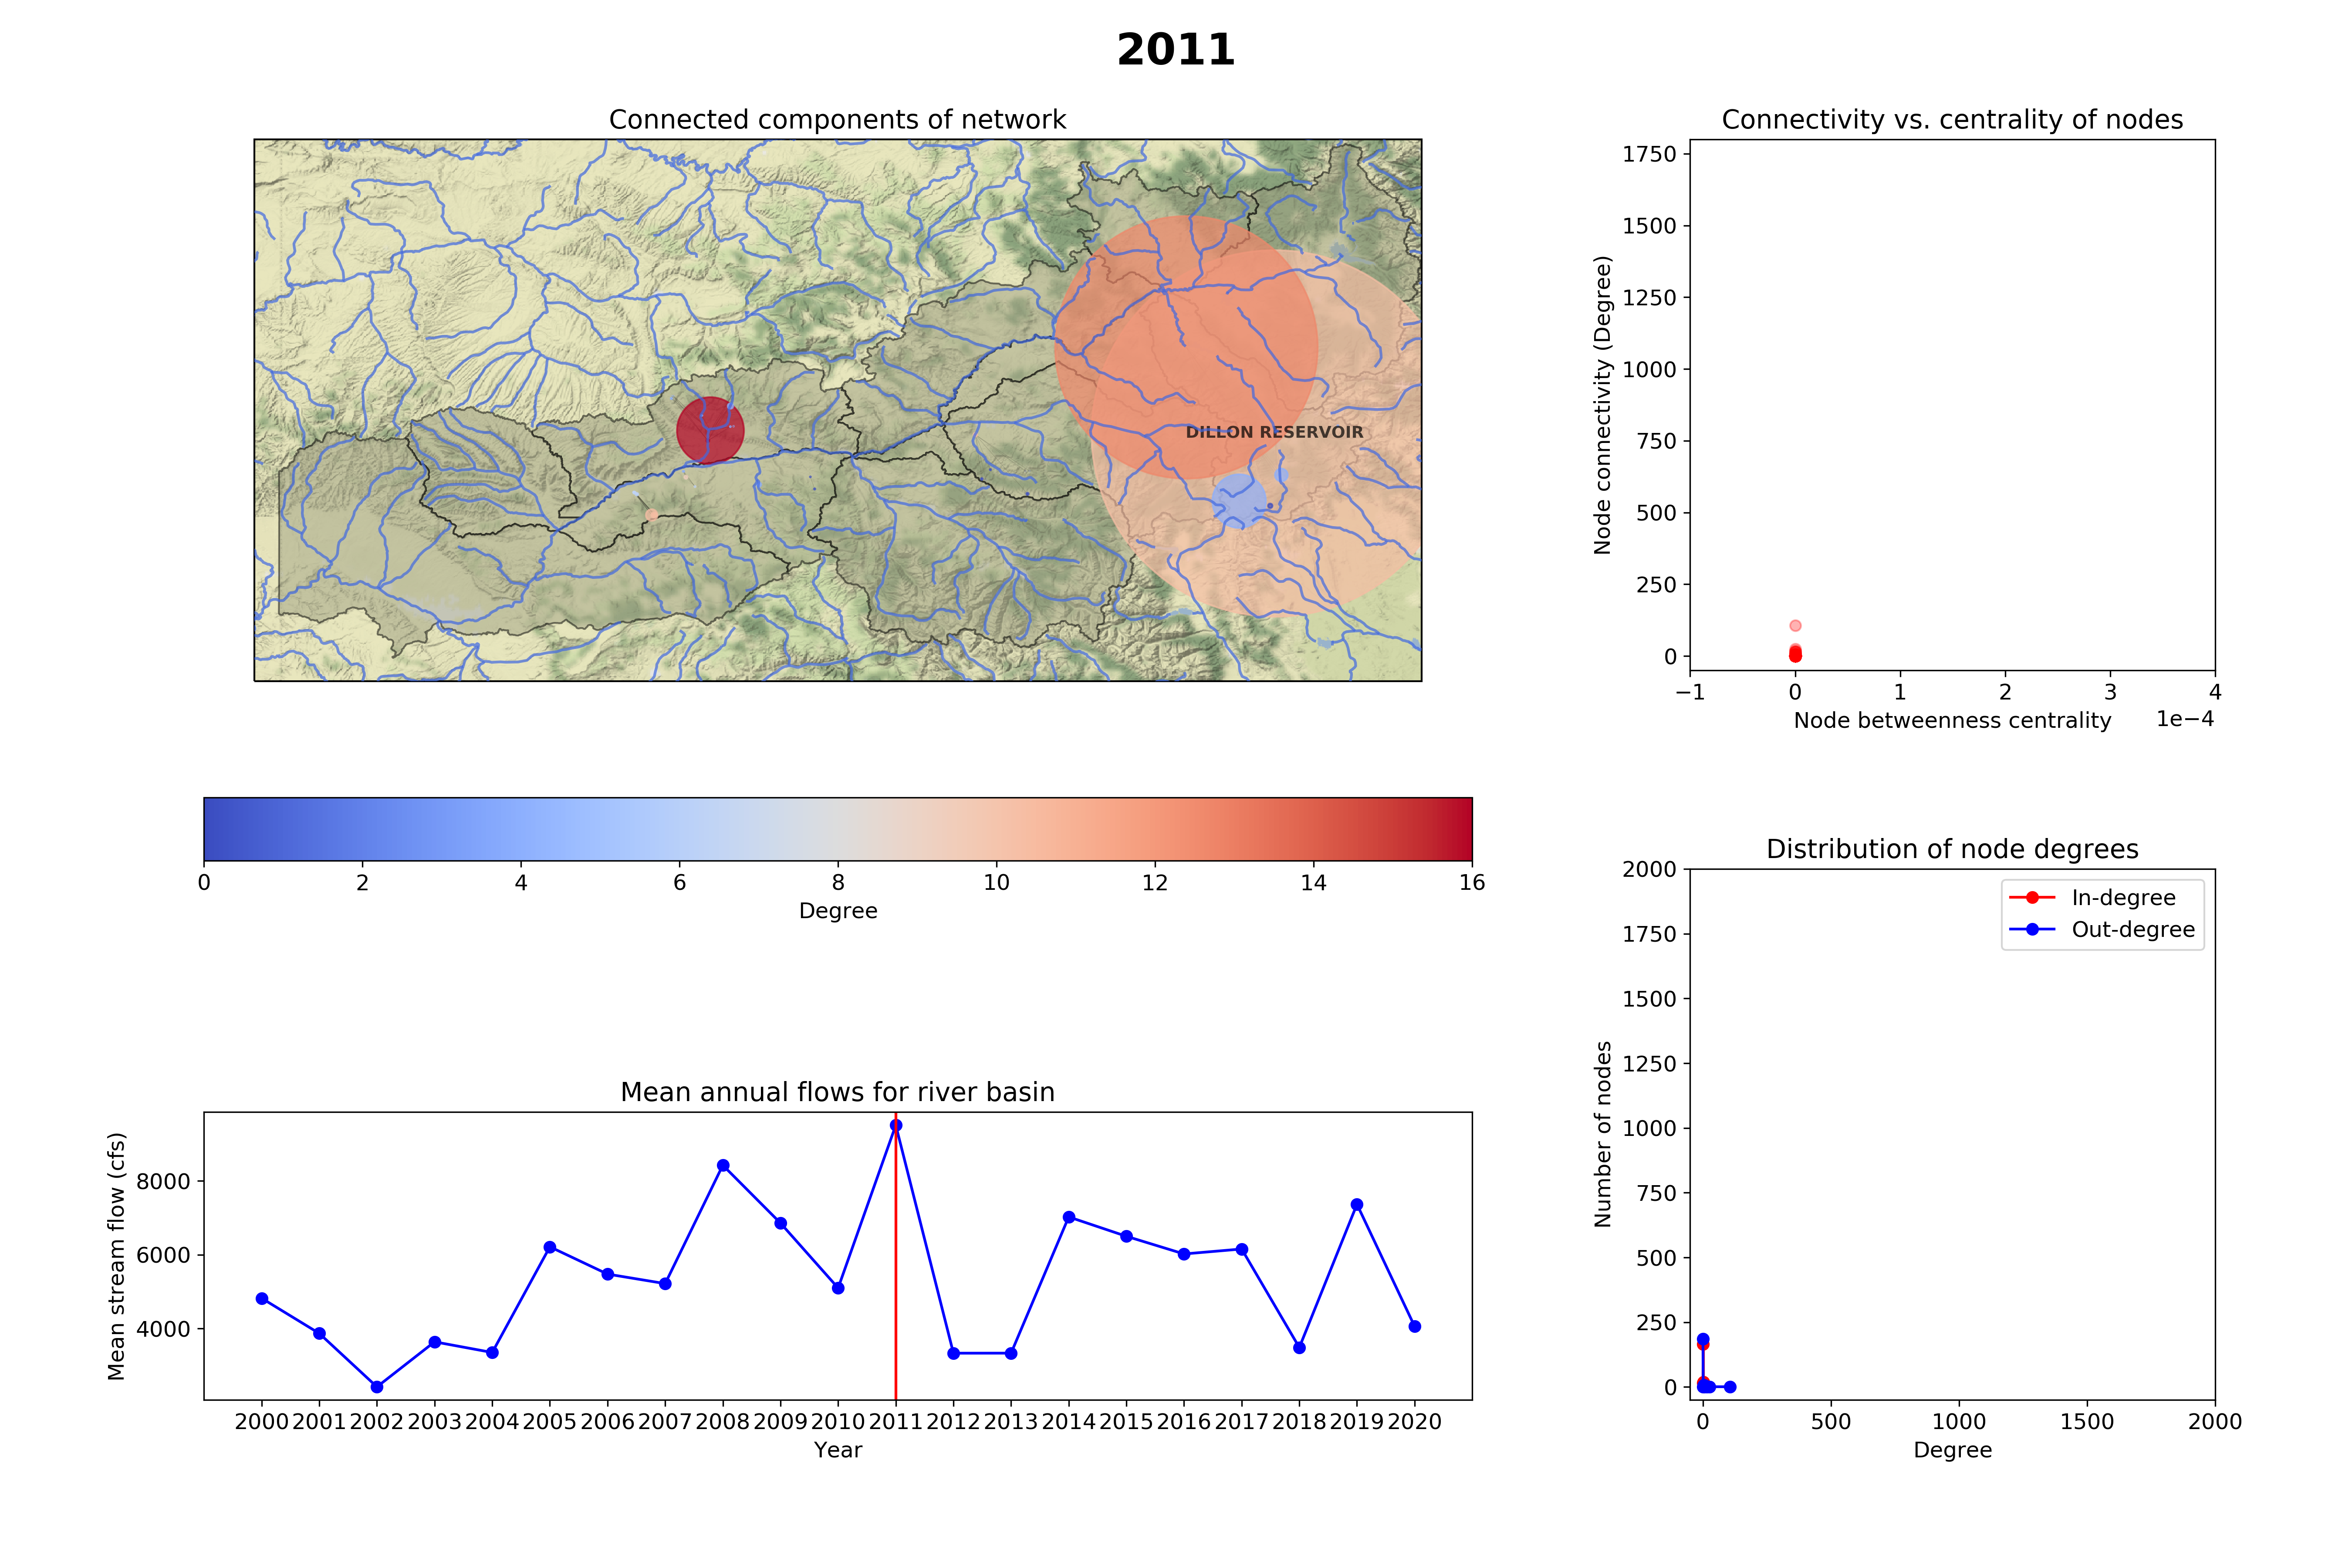 2011
Connected components of network
DILLON RESERVOIR
0 2 4 6 8 10 12 14 16
Degree
Connectivity vs. centrality of nodes
1750
1500
1250
1000
750
500
250
0
Node connectivity (Degree)
−1 0 1 2 3 4
Node betweenness centrality 1e−4
Mean annual flows for river basin
8000
6000
4000
Mean stream flow (cfs)
2000 2001 2002 2003 2004 2005 2006 2007 2008 2009 2010 2011 2012 2013 2014 2015 2016 2017 2018 2019 2020
Year
Distribution of node degrees
2000
1750
1500
1250
1000
750
500
250
0
Number of nodes
In-degree
Out-degree
0 500 1000 1500 2000
Degree